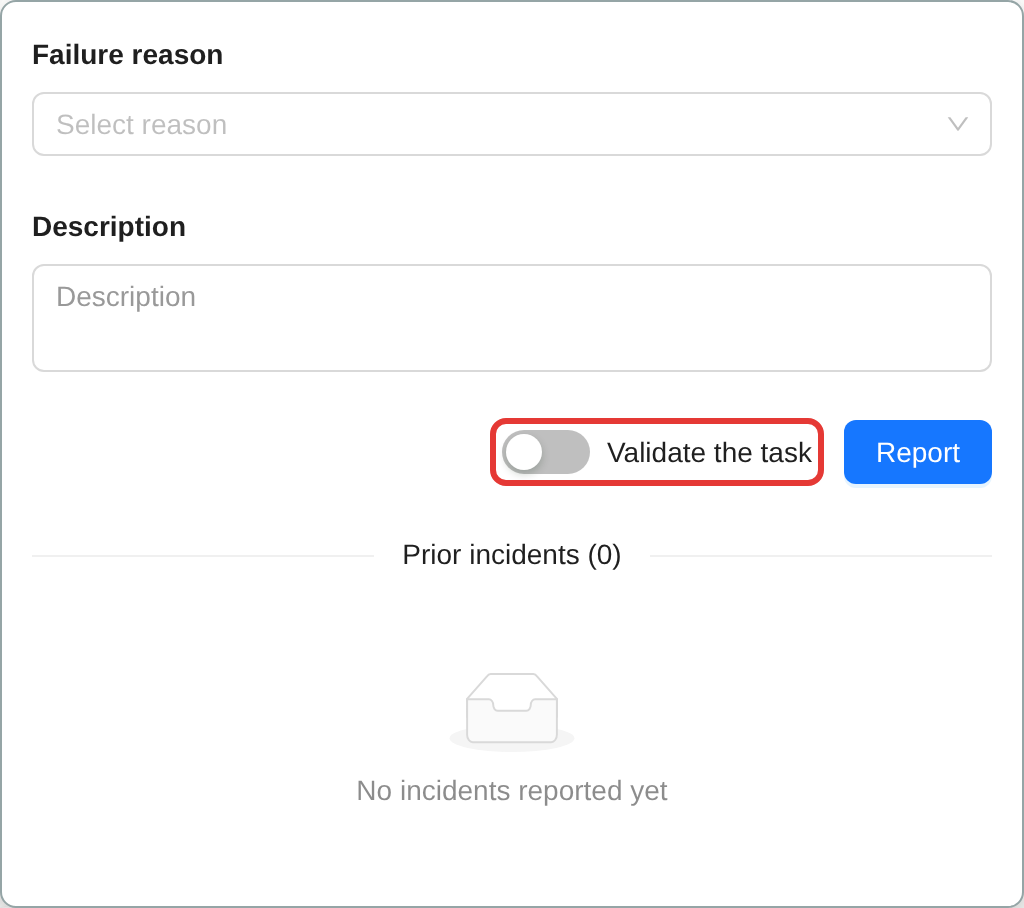 Failure reason
Select reason
Description
Description
Validate the task
Report
Prior incidents (0)
No incidents reported yet